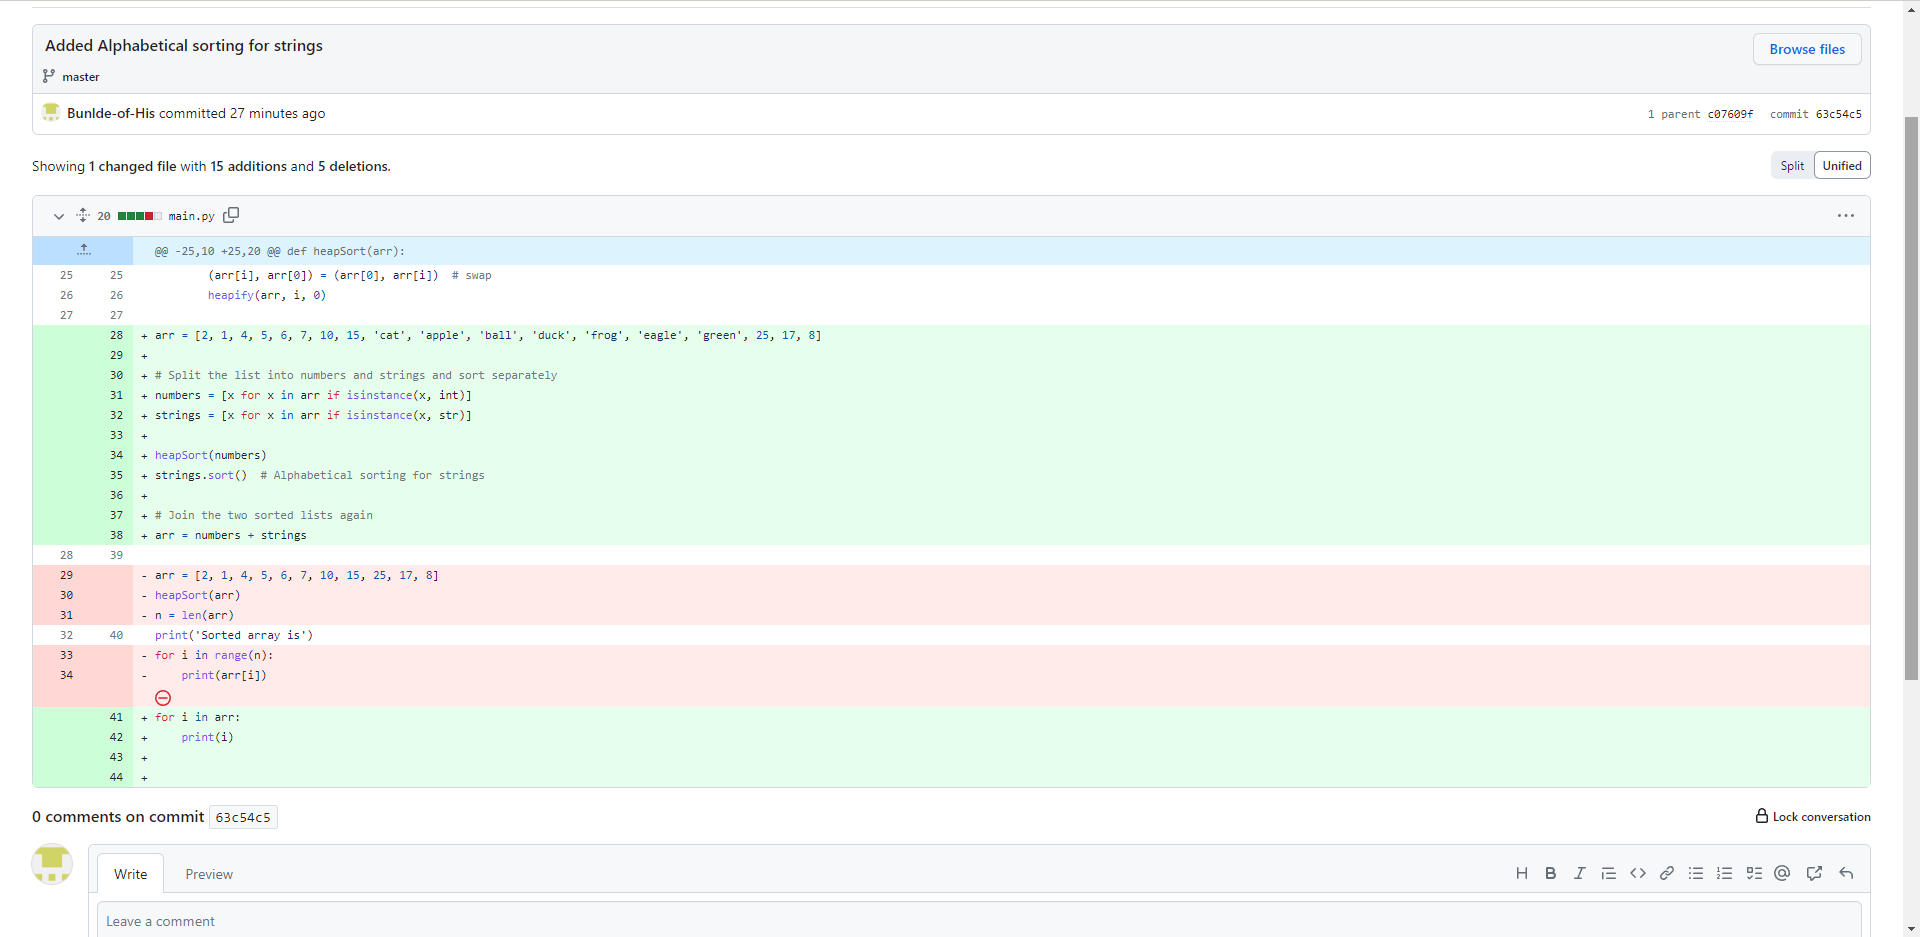 Added Alphabetical sorting for strings
Browse files
master
Bunlde-of-His committed 27 minutes ago
1 parent c07609f commit 63c54c5
Showing 1 changed file with 15 additions and 5 deletions.
Split Unified
20 main.py
@@ -25,10 +25,20 @@ def heapSort(arr):
25 25 (arr[i], arr[0]) = (arr[0], arr[i])  # swap
26 26 heapify(arr, i, 0)
27 27
28 + arr = [2, 1, 4, 5, 6, 7, 10, 15, 'cat', 'apple', 'ball', 'duck', 'frog', 'eagle', 'green', 25, 17, 8]
29 +
30 + # Split the list into numbers and strings and sort separately
31 + numbers = [x for x in arr if isinstance(x, int)]
32 + strings = [x for x in arr if isinstance(x, str)]
33 +
34 + heapSort(numbers)
35 + strings.sort()  # Alphabetical sorting for strings
36 +
37 + # Join the two sorted lists again
38 + arr = numbers + strings
28 39
29 - arr = [2, 1, 4, 5, 6, 7, 10, 15, 25, 17, 8]
30 - heapSort(arr)
31 - n = len(arr)
32 40 print('Sorted array is')
33 - for i in range(n):
34 -     print(arr[i])
41 + for i in arr:
42 +     print(i)
43 +
44 +
0 comments on commit 63c54c5
Lock conversation
Write Preview
Leave a comment